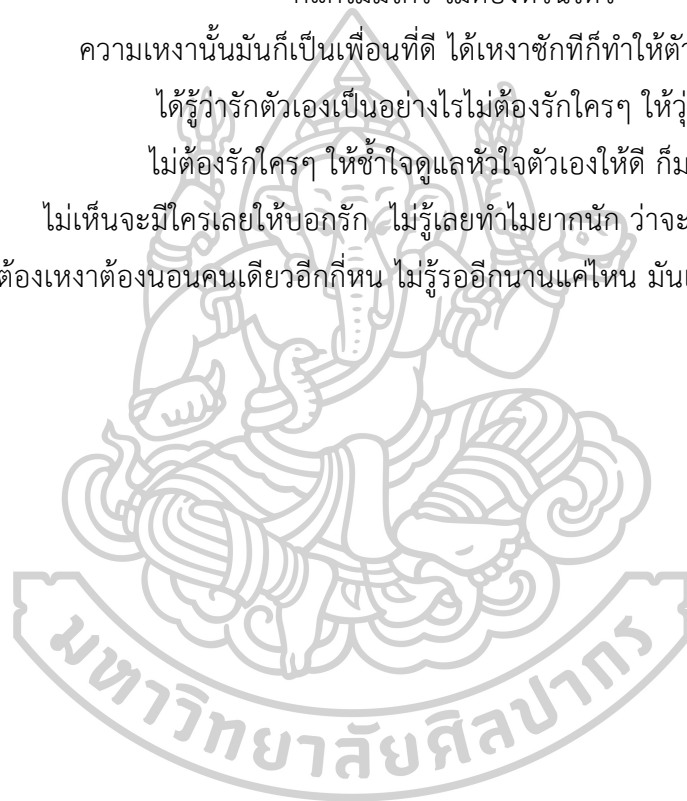 ความเหงานั้นมันก็เป็นเพื่อนที่ดี ได้เหงาซักทีก็ทำให้ตัว
ได้รู้ว่ารักตัวเองเป็นอย่างไรไม่ต้องรักใครๆ ให้วุ่
ไม่ต้องรักใครๆ ให้ช้ำใจดูแลหัวใจตัวเองให้ดี ก็ม
ไม่เห็นจะมีใครเลยให้บอกรัก ไม่รู้เลยทำไมยากนัก ว่าจะ
ต้องเหงาต้องนอนคนเดียวอีกกี่หน ไม่รู้รออีกนานแค่ไหน มัน
มหาวิทยาลัยศิลปากร